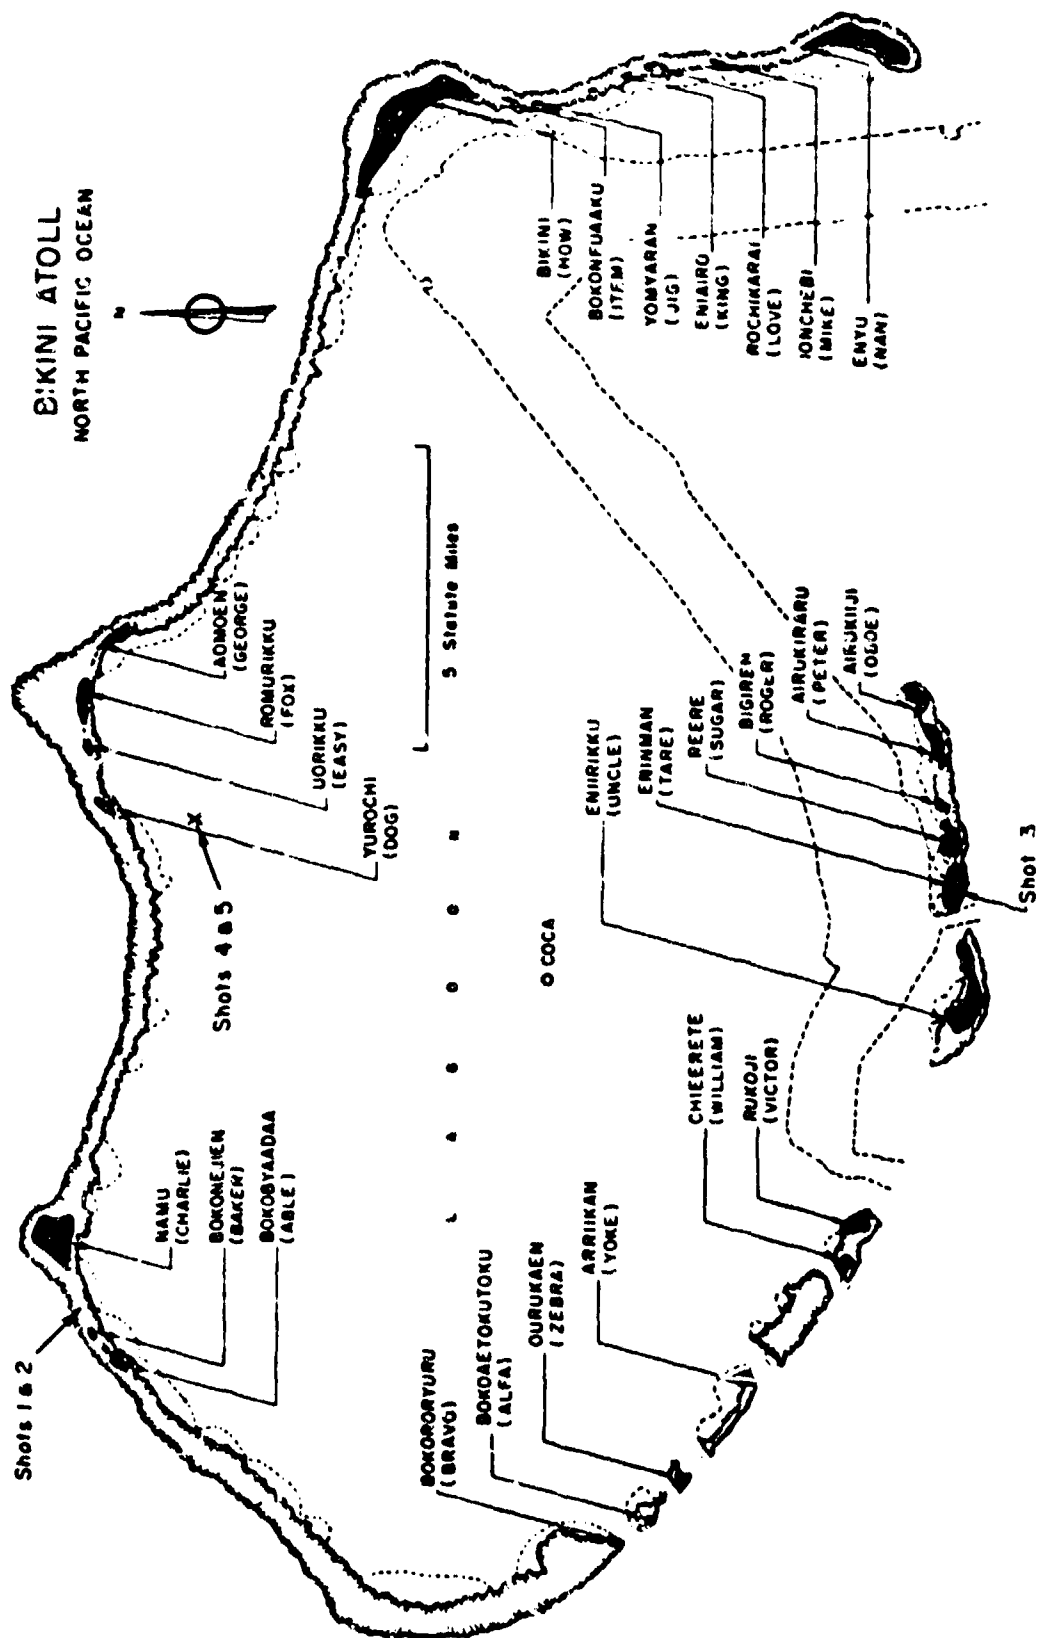 BIKINI ATOLL
NORTH PACIFIC OCEAN
N
Shots 1 & 2
NAMU
(CHARLIE)
BOKONEJIEN
(BAKER)
BOKOBYAADAA
(ABLE)
Shots 4 & 5
YUROCHI
(DOG)
UORIKKU
(EASY)
ROMURIKKU
(FOX)
AOMOEN
(GEORGE)
5 Statute Miles
BIKINI
(HOW)
BOKONFUAAKU
(ITEM)
YOMYARAN
(JIG)
ENIAIRO
(KING)
ROCHIKARAI
(LOVE)
IONCHEBI
(MIKE)
ENYU
(NAN)
L A G O O N
COCA
BOKORORYURU
(BRAVO)
BOKOAETOKUTOKU
(ALFA)
OURUKAEN
(ZEBRA)
ARRIIKAN
(YOKE)
CHIEERETE
(WILLIAM)
RUKOJI
(VICTOR)
ENIIRIKKU
(UNCLE)
ENINMAN
(TARE)
REERE
(SUGAR)
BIGIREN
(ROGER)
AIRUKIRARU
(PETER)
AIRUKIIJI
(OBOE)
Shot 3